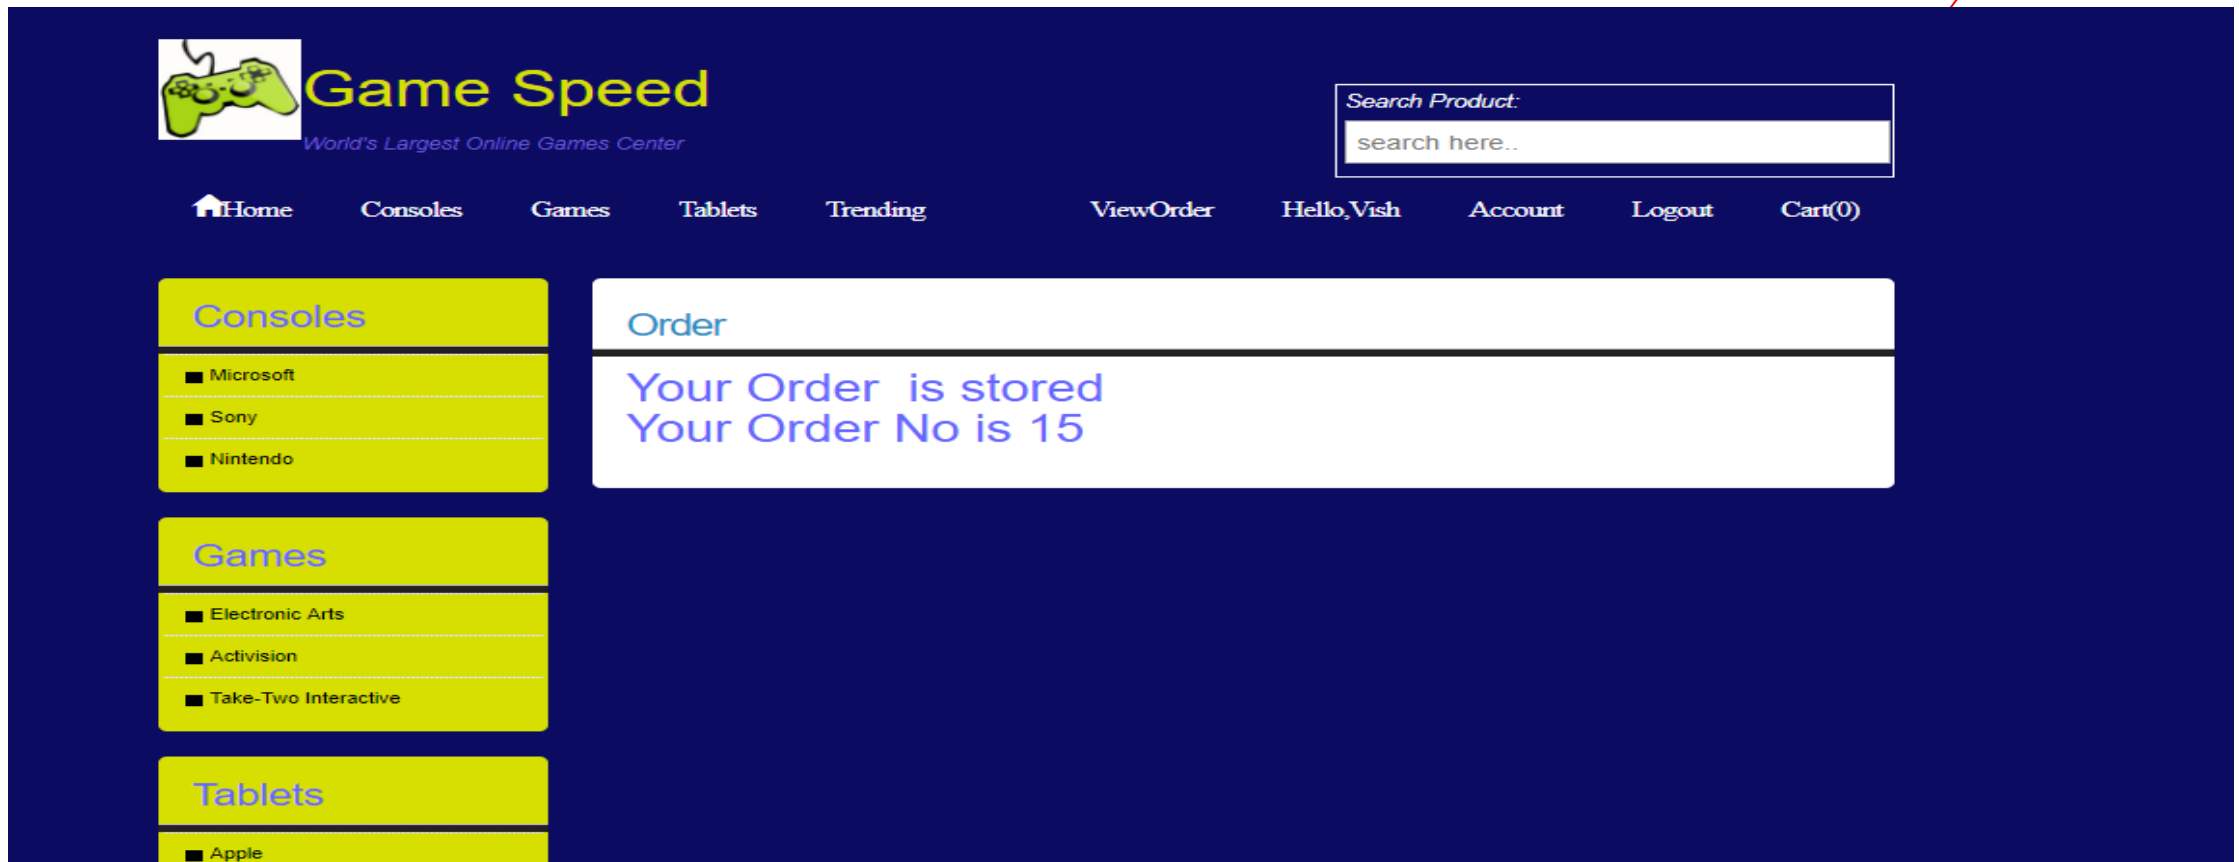 Game Speed
World's Largest Online Games Center
Search Product:
search here..
Home Consoles Games Tablets Trending ViewOrder Hello,Vish Account Logout Cart(0)
Consoles
Microsoft
Sony
Nintendo
Order
Your Order is stored
Your Order No is 15
Games
Electronic Arts
Activision
Take-Two Interactive
Tablets
Apple